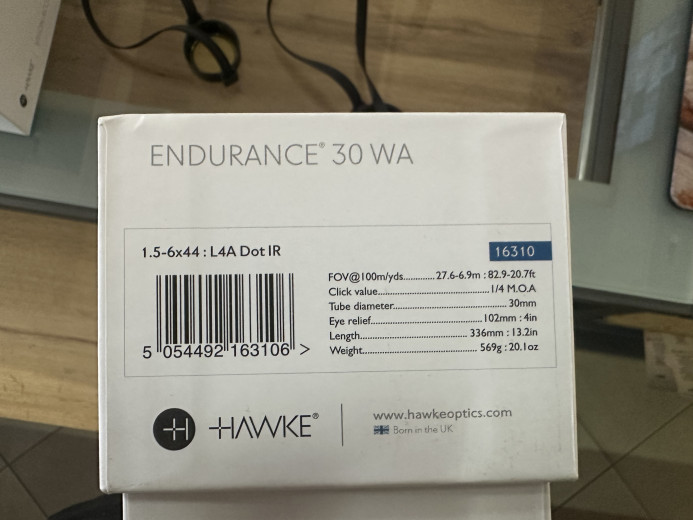 ENDURANCE® 30 WA
1.5-6x44 : L4A Dot IR
16310
FOV@100m/yds............27.6-6.9m : 82.9-20.7ft
Click value....................1/4 M.O.A
Tube diameter....................30mm
Eye relief....................102mm : 4in
Length....................336mm : 13.2in
Weight....................569g : 20.1oz
5 054492 163106 >
HAWKE®
www.hawkeoptics.com
Born in the UK